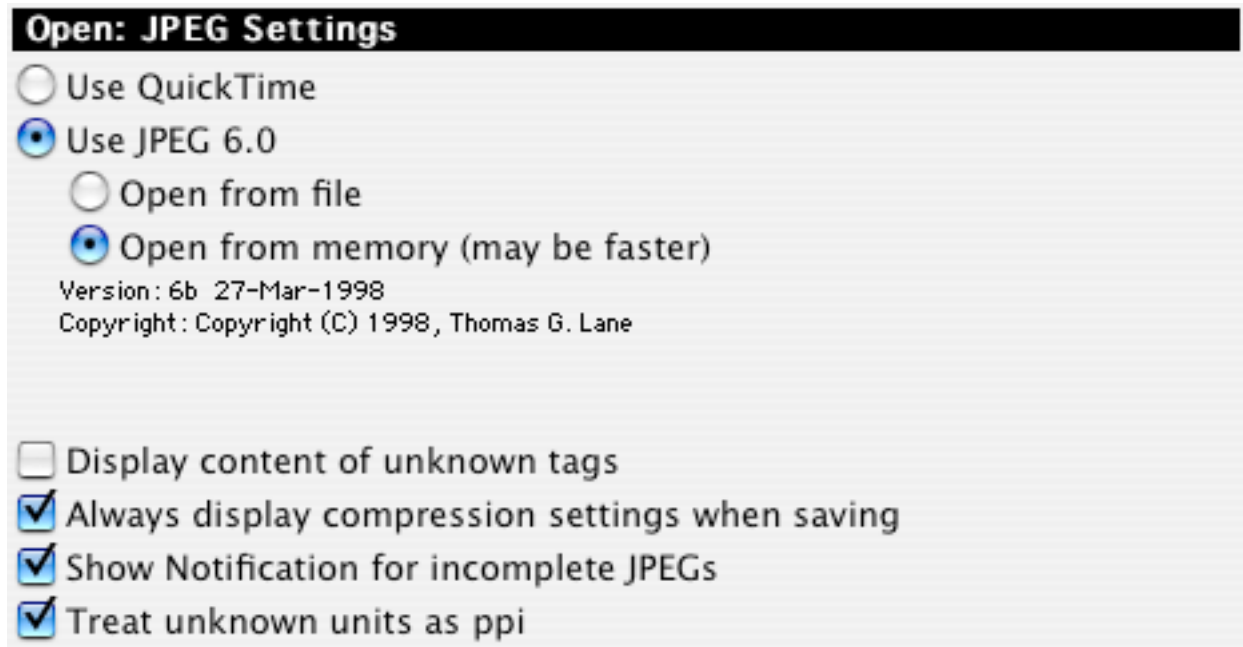 Open: JPEG Settings
Use QuickTime
Use JPEG 6.0
Open from file
Open from memory (may be faster)
Version: 6b 27-Mar-1998
Copyright: Copyright (C) 1998, Thomas G. Lane
Display content of unknown tags
Always display compression settings when saving
Show Notification for incomplete JPEGs
Treat unknown units as ppi